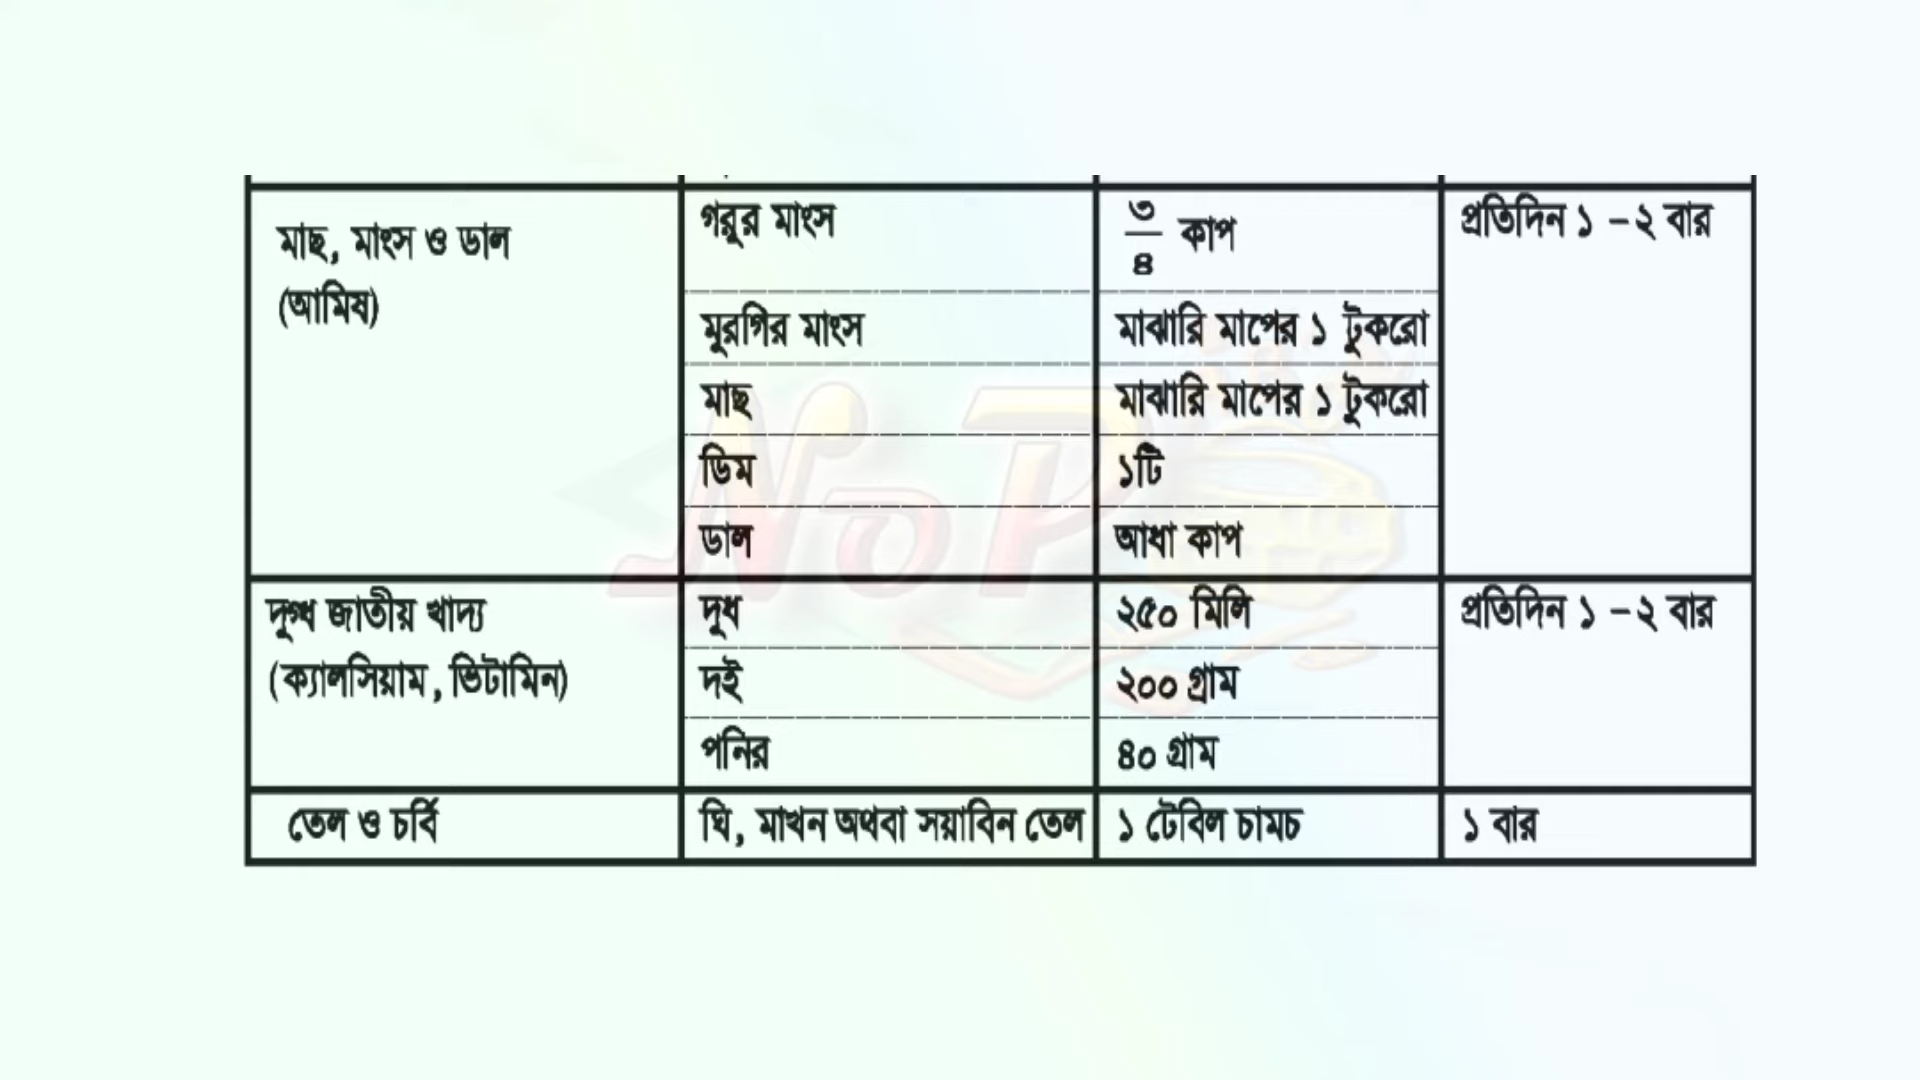 মাছ, মাংস ও ডাল
(আমিষ)
গরুর মাংস
৩/৪ কাপ
প্রতিদিন ১ –২ বার
মুরগির মাংস
মাঝারি মাপের ১ টুকরো
মাছ
মাঝারি মাপের ১ টুকরো
ডিম
১টি
ডাল
আধা কাপ
দুগ্ধ জাতীয় খাদ্য
(ক্যালসিয়াম, ভিটামিন)
দুধ
২৫০ মিলি
প্রতিদিন ১ –২ বার
দই
২০০ গ্রাম
পনির
৪০ গ্রাম
তেল ও চর্বি
ঘি, মাখন অথবা সয়াবিন তেল
১ টেবিল চামচ
১ বার
NoP